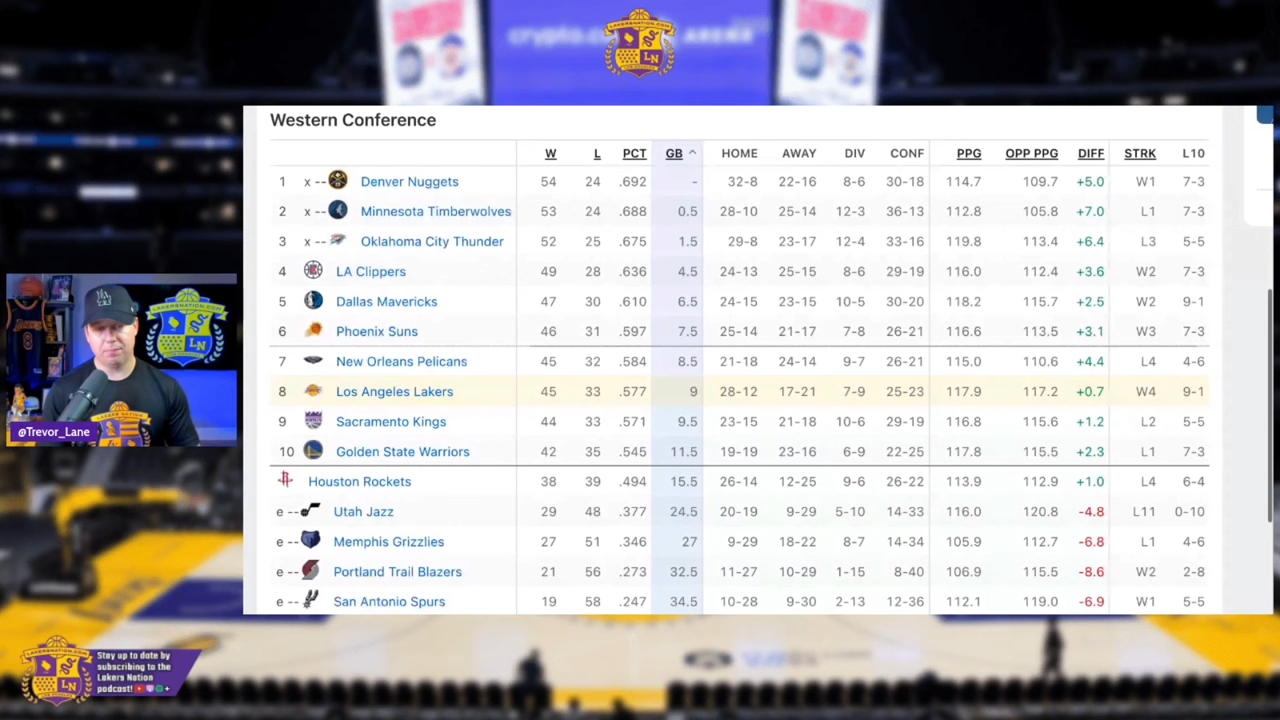 crypto.c
ARENA
LAKERSNATION.COM
LN
Western Conference
W L PCT GB HOME AWAY DIV CONF PPG OPP PPG DIFF STRK L10
1 x -- Denver Nuggets 54 24 .692 - 32-8 22-16 8-6 30-18 114.7 109.7 +5.0 W1 7-3
2 x -- Minnesota Timberwolves 53 24 .688 0.5 28-10 25-14 12-3 36-13 112.8 105.8 +7.0 L1 7-3
3 x -- Oklahoma City Thunder 52 25 .675 1.5 29-8 23-17 12-4 33-16 119.8 113.4 +6.4 L3 5-5
4 LA Clippers 49 28 .636 4.5 24-13 25-15 8-6 29-19 116.0 112.4 +3.6 W2 7-3
5 Dallas Mavericks 47 30 .610 6.5 24-15 23-15 10-5 30-20 118.2 115.7 +2.5 W2 9-1
6 Phoenix Suns 46 31 .597 7.5 25-14 21-17 7-8 26-21 116.6 113.5 +3.1 W3 7-3
7 New Orleans Pelicans 45 32 .584 8.5 21-18 24-14 9-7 26-21 115.0 110.6 +4.4 L4 4-6
8 Los Angeles Lakers 45 33 .577 9 28-12 17-21 7-9 25-23 117.9 117.2 +0.7 W4 9-1
9 Sacramento Kings 44 33 .571 9.5 23-15 21-18 10-6 29-19 116.8 115.6 +1.2 L2 5-5
10 Golden State Warriors 42 35 .545 11.5 19-19 23-16 6-9 22-25 117.8 115.5 +2.3 L1 7-3
Houston Rockets 38 39 .494 15.5 26-14 12-25 9-6 26-22 113.9 112.9 +1.0 L4 6-4
e -- Utah Jazz 29 48 .377 24.5 20-19 9-29 5-10 14-33 116.0 120.8 -4.8 L11 0-10
e -- Memphis Grizzlies 27 51 .346 27 9-29 18-22 8-7 14-34 105.9 112.7 -6.8 L1 4-6
e -- Portland Trail Blazers 21 56 .273 32.5 11-27 10-29 1-15 8-40 106.9 115.5 -8.6 W2 2-8
e -- San Antonio Spurs 19 58 .247 34.5 10-28 9-30 2-13 12-36 112.1 119.0 -6.9 W1 5-5
LA
8
LAKERSNATION.COM
LN
@Trevor_Lane
LN
Stay up to date by
subscribing to the
Lakers Nation
podcast!